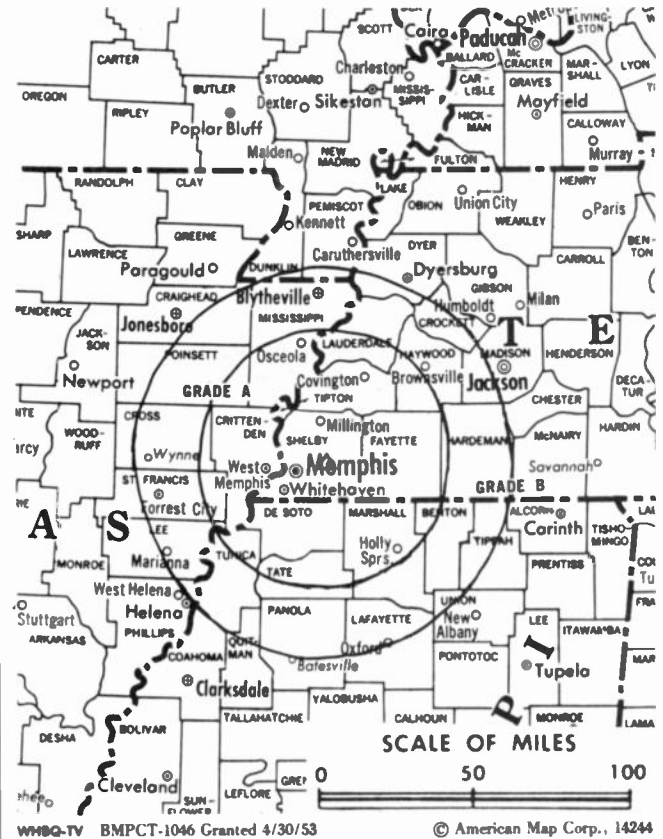 SCOTT Cairo Paducah Metrop LIVING-
STON
CARTER BALLARD Mc
CRACKER MAR-
SHALL LYON
Charleston MISSIS-
SIPPI CAR-
LISLE GRAVES
OREGON BUTLER STODDARD
RIPLEY Dexter Sikeston Mayfield
Poplar Bluff HICK-
MAN CALLOWAY
Malden NEW
MADRID FULTON Murray
RANDOLPH CLAY LAKE HENRY
PEMISCOT OBION Union City
Kennett WEAKLEY Paris
SHARP GREENE
LAWRENCE Caruthersville DYER CARROLL BEN-
TON
Paragould DUNKLIN Dyersburg
CRAIGHEAD Blytheville GIBSON
PENDENCE Jonesboro MISSISSIPPI Humboldt Milan
JACK-
SON CROCKETT T E
POINSETT Osceola LAUDERDALE HAYWOOD MADISON HENDERSON
Newport Covington Brownsville Jackson DECA-
TUR
GRADE A TIPTON CHESTER
CROSS CRITTEN-
DEN Millington HARDIN
WOOD-
RUFF SHELBY FAYETTE HARDEMAN McNAIRY
Wynne West
Memphis Memphis Savannah
ST. FRANCIS Whitehaven GRADE B
Forrest City DE SOTO MARSHALL BENTON ALCORN Corinth
A S LEE TISHO-
MINGO
Marianna TUNICA Holly
Sprs. TIPPAH PRENTISS
MONROE TATE
West Helena
Stuttgart Helena PANOLA LAFAYETTE UNION LEE ITAWAMBA
ARKANSAS PHILLIPS New
Albany I
COAHOMA QUIT-
MAN Batesville Oxford PONTOTOC Tupela
Clarksdale YALOBUSHA P
TALLAHATCHIE CALHOUN MONROE LAMA
DESHA BOLIVAR
SCALE OF MILES
Cleveland LEFLORE GREN 0 50 100
SUN-
FLOWER
WHBQ-TV BMPCT-1046 Granted 4/30/53 © American Map Corp., 14244